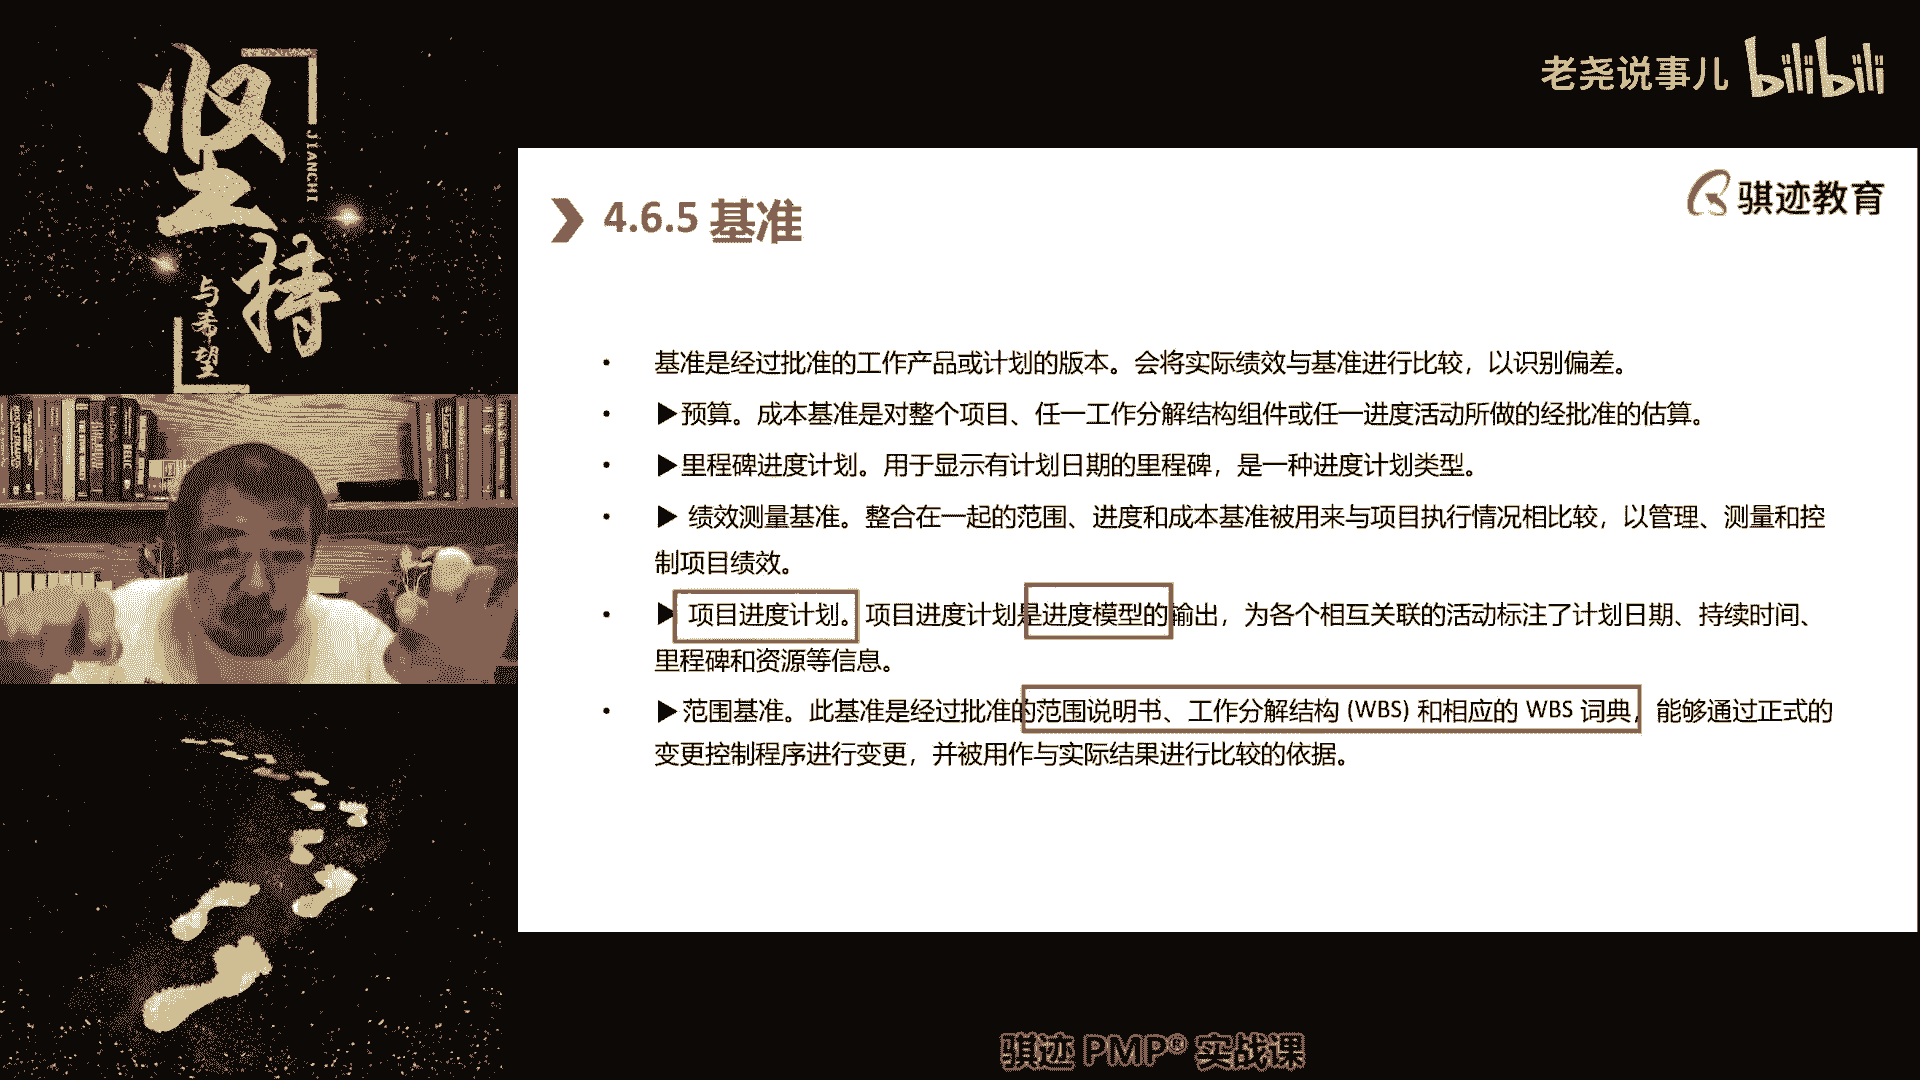 坚持
JIANCHI
与希望
老尧说事儿 bilibili
骐迹教育
4.6.5 基准
• 基准是经过批准的工作产品或计划的版本。会将实际绩效与基准进行比较，以识别偏差。
• ▶预算。成本基准是对整个项目、任一工作分解结构组件或任一进度活动所做的经批准的估算。
• ▶里程碑进度计划。用于显示有计划日期的里程碑，是一种进度计划类型。
• ▶ 绩效测量基准。整合在一起的范围、进度和成本基准被用来与项目执行情况相比较，以管理、测量和控
制项目绩效。
• ▶ 项目进度计划。项目进度计划是进度模型的输出，为各个相互关联的活动标注了计划日期、持续时间、
里程碑和资源等信息。
• ▶范围基准。此基准是经过批准的范围说明书、工作分解结构 (WBS) 和相应的 WBS 词典，能够通过正式的
变更控制程序进行变更，并被用作与实际结果进行比较的依据。
骐迹 PMP® 实战课